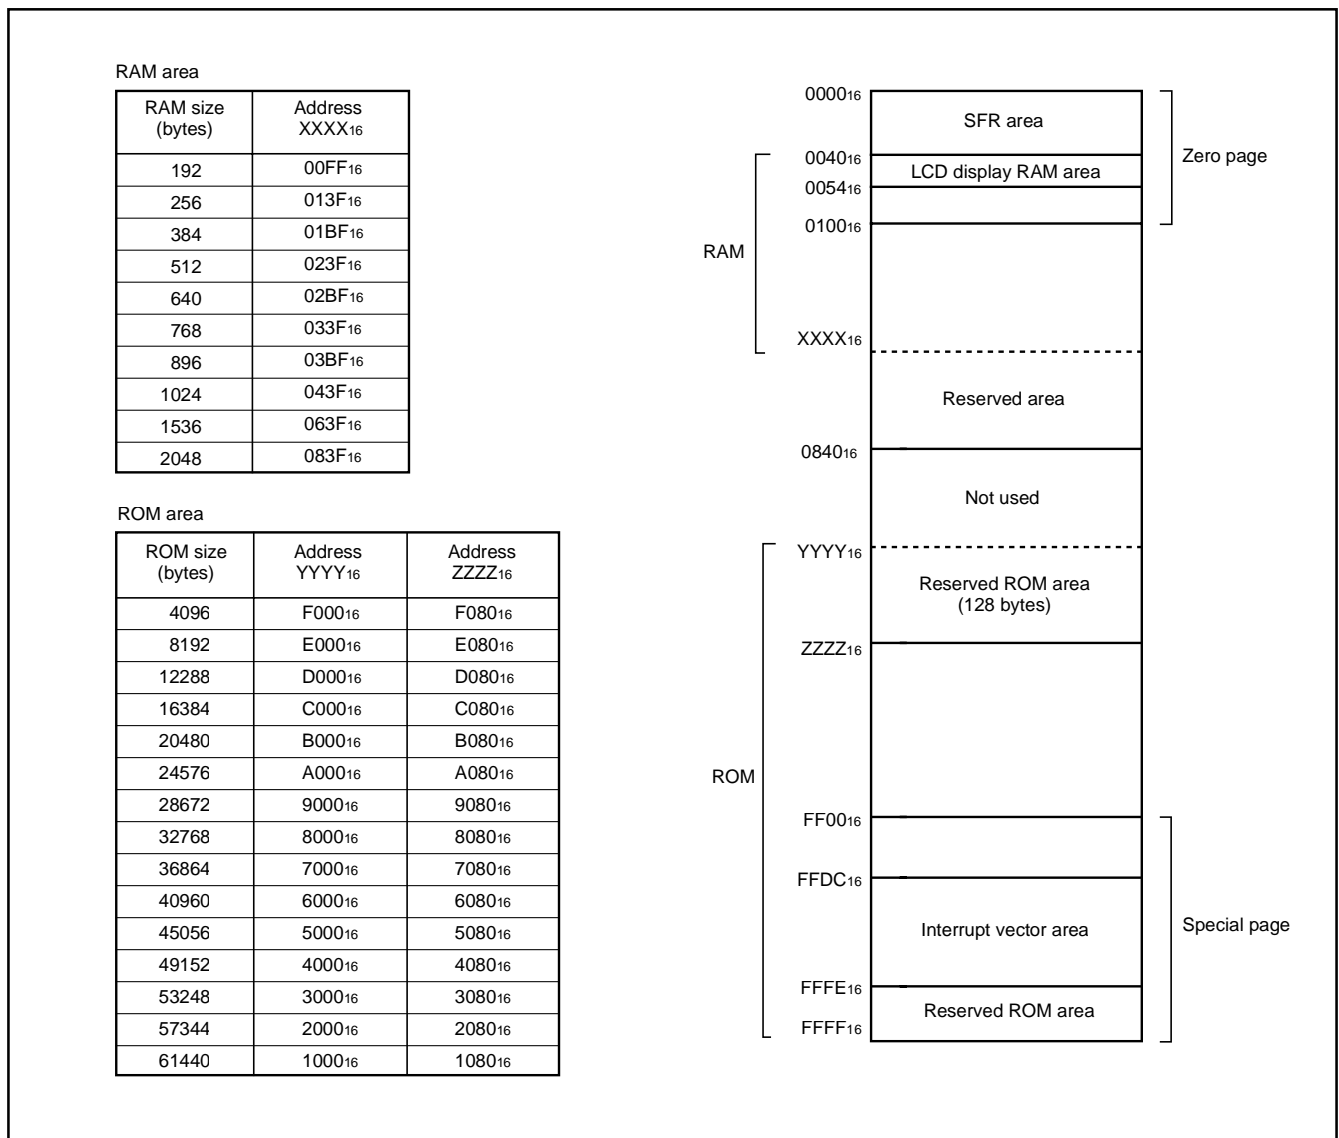 RAM area
RAM size (bytes) Address XXXX16
192 00FF16
256 013F16
384 01BF16
512 023F16
640 02BF16
768 033F16
896 03BF16
1024 043F16
1536 063F16
2048 083F16
ROM area
ROM size (bytes) Address YYYY16 Address ZZZZ16
4096 F00016 F08016
8192 E00016 E08016
12288 D00016 D08016
16384 C00016 C08016
20480 B00016 B08016
24576 A00016 A08016
28672 900016 908016
32768 800016 808016
36864 700016 708016
40960 600016 608016
45056 500016 508016
49152 400016 408016
53248 300016 308016
57344 200016 208016
61440 100016 108016
000016
SFR area
Zero page
004016
LCD display RAM area
005416
010016
RAM
XXXX16
Reserved area
084016
Not used
YYYY16
Reserved ROM area
(128 bytes)
ZZZZ16
ROM
FF0016
FFDC16
Interrupt vector area
Special page
FFFE16
Reserved ROM area
FFFF16